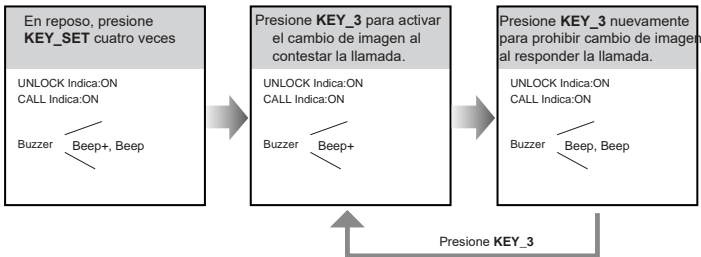 En reposo, presione
KEY_SET cuatro veces
UNLOCK Indica:ON
CALL Indica:ON
Buzzer
Beep+, Beep
Presione KEY_3 para activar
el cambio de imagen al
contestar la llamada.
UNLOCK Indica:ON
CALL Indica:ON
Buzzer
Beep+
Presione KEY_3 nuevamente
para prohibir cambio de imagen
al responder la llamada.
UNLOCK Indica:ON
CALL Indica:ON
Buzzer
Beep, Beep
Presione KEY_3